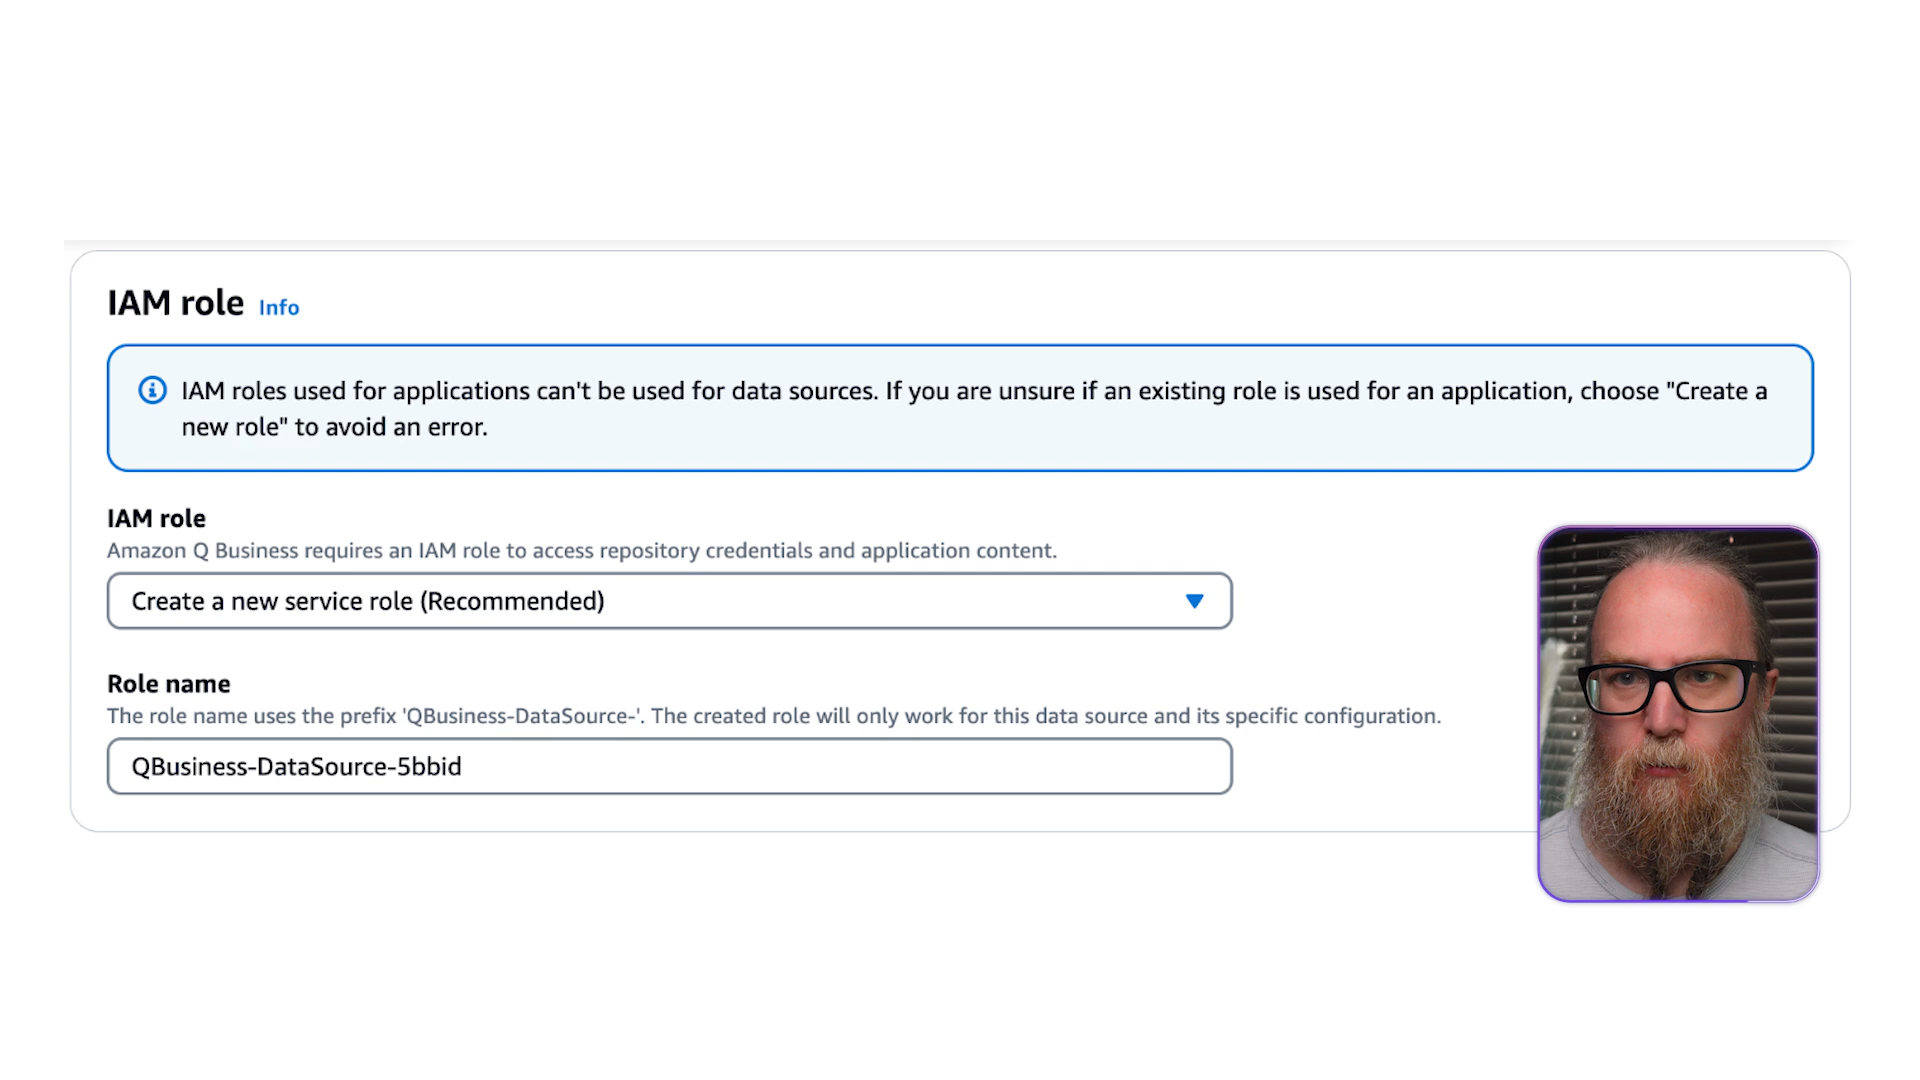 IAM role Info
IAM roles used for applications can't be used for data sources. If you are unsure if an existing role is used for an application, choose "Create a
new role" to avoid an error.
IAM role
Amazon Q Business requires an IAM role to access repository credentials and application content.
Create a new service role (Recommended)
Role name
The role name uses the prefix 'QBusiness-DataSource-'. The created role will only work for this data source and its specific configuration.
QBusiness-DataSource-5bbid